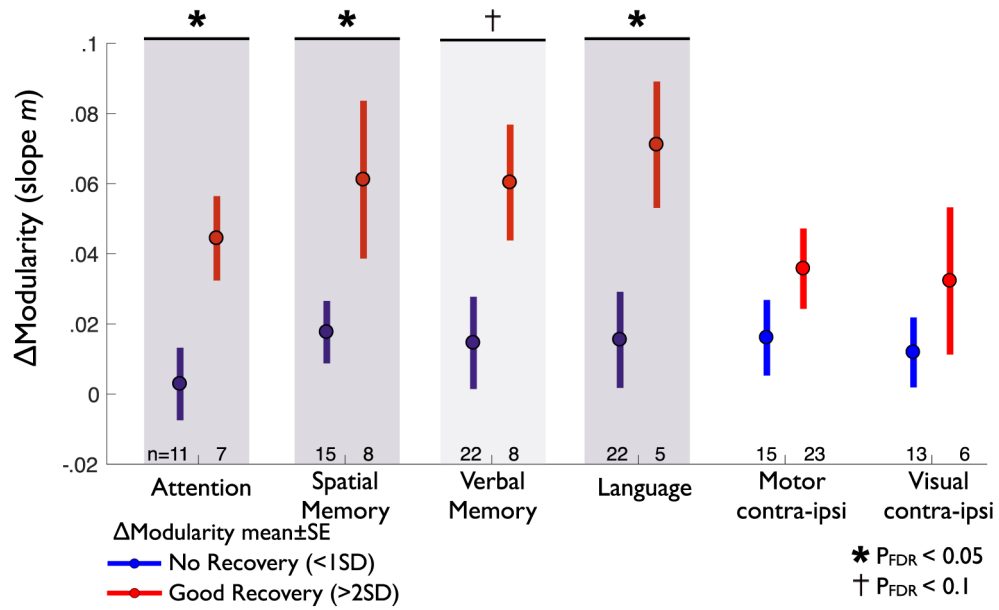 * * † *
.1
.08
.06
.04
.02
0
-.02
ΔModularity (slope m)
n=11 7 15 8 22 8 22 5 15 23 13 6
Attention
Spatial
Memory
Verbal
Memory
Language
Motor
contra-ipsi
Visual
contra-ipsi
ΔModularity mean±SE
No Recovery (<1SD)
Good Recovery (>2SD)
* PFDR < 0.05
† PFDR < 0.1